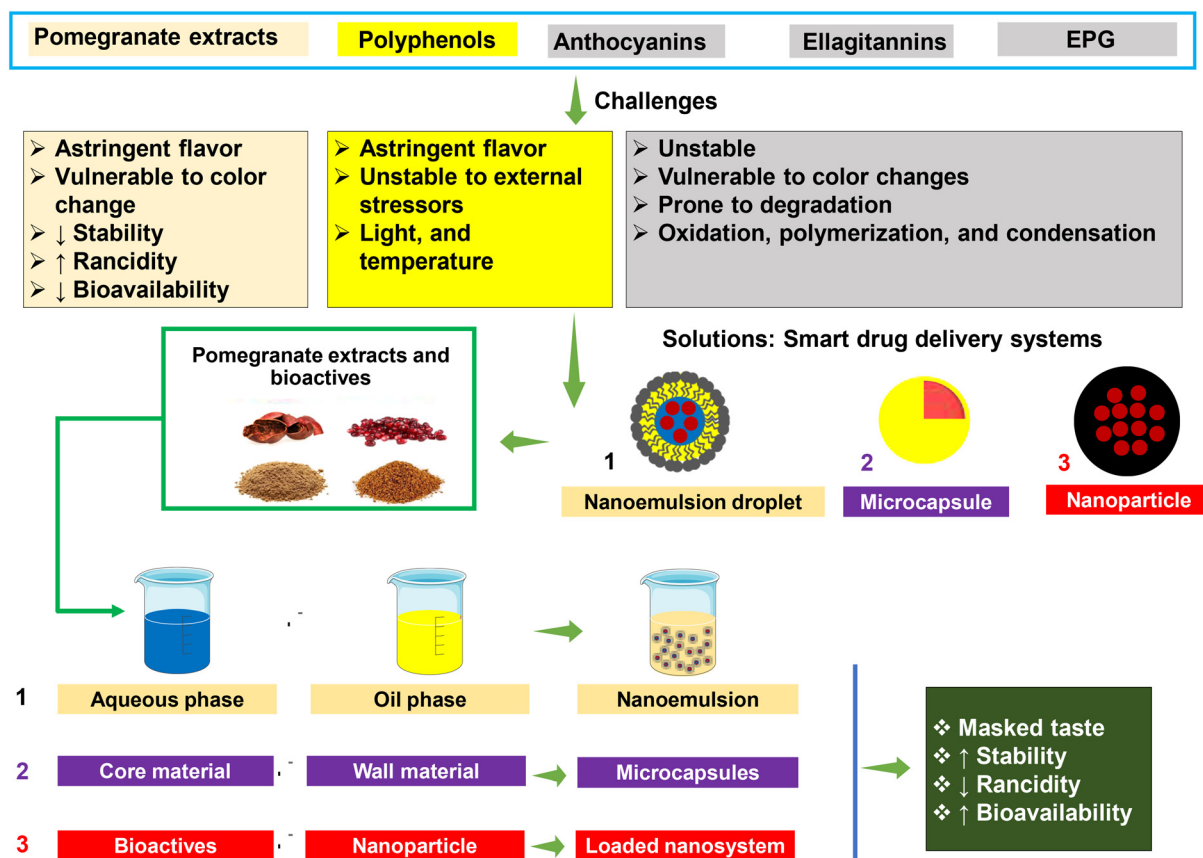 Pomegranate extracts
Polyphenols
Anthocyanins
Ellagitannins
EPG
Challenges
➢ Astringent flavor
➢ Vulnerable to color
change
➢ ↓ Stability
➢ ↑ Rancidity
➢ ↓ Bioavailability
➢ Astringent flavor
➢ Unstable to external
stressors
➢ Light, and
temperature
➢ Unstable
➢ Vulnerable to color changes
➢ Prone to degradation
➢ Oxidation, polymerization, and condensation
Solutions: Smart drug delivery systems
Pomegranate extracts and
bioactives
1
Nanoemulsion droplet
2
Microcapsule
3
Nanoparticle
1
Aqueous phase
Oil phase
Nanoemulsion
2
Core material
Wall material
Microcapsules
3
Bioactives
Nanoparticle
Loaded nanosystem
❖ Masked taste
❖ ↑ Stability
❖ ↓ Rancidity
❖ ↑ Bioavailability